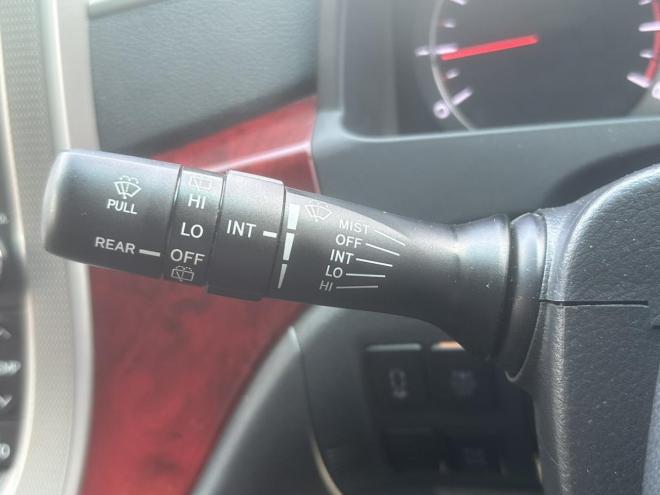 PULL
REAR
HI
LO
OFF
INT
MIST
OFF
INT
LO
HI